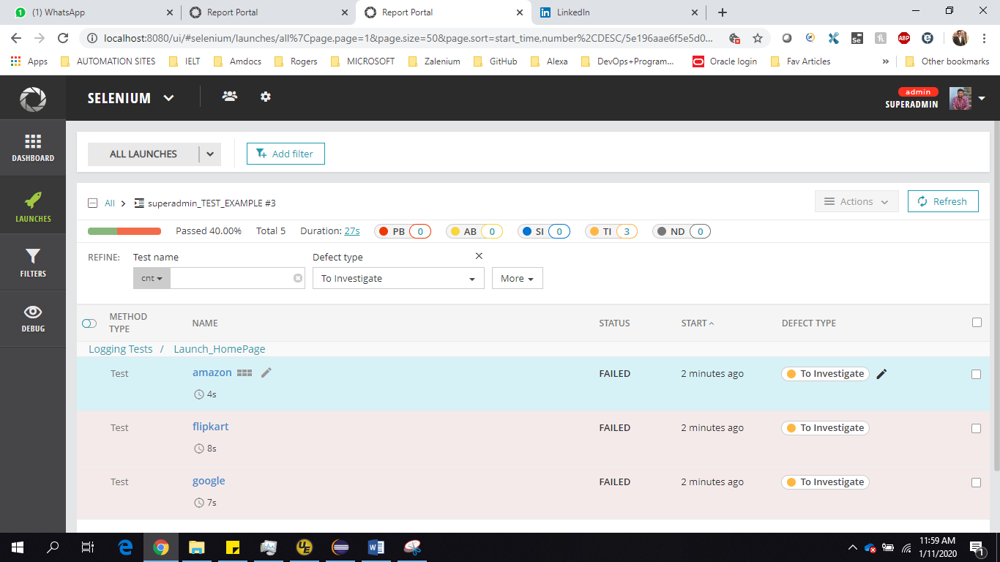 (1) WhatsApp
Report Portal
Report Portal
LinkedIn
localhost:8080/ui/#selenium/launches/all%7Cpage.page=1&page.size=50&page.sort=start_time,number%2CDESC/5e196aae6f5e5d0...
Apps
AUTOMATION SITES
IELT
Amdocs
Rogers
MICROSOFT
Zalenium
GitHub
Alexa
DevOps+Program...
Oracle login
Fav Articles
»
Other bookmarks
SELENIUM
admin
SUPERADMIN
DASHBOARD
LAUNCHES
FILTERS
DEBUG
ALL LAUNCHES
Add filter
All > superadmin_TEST_EXAMPLE #3
Actions
Refresh
Passed 40.00% Total 5 Duration: 27s PB 0 AB 0 SI 0 TI 3 ND 0
REFINE: Test name Defect type
cnt To Investigate More
METHOD TYPE NAME STATUS START DEFECT TYPE
Logging Tests / Launch_HomePage
Test amazon FAILED 2 minutes ago To Investigate
4s
Test flipkart FAILED 2 minutes ago To Investigate
8s
Test google FAILED 2 minutes ago To Investigate
7s
11:59 AM
1/11/2020
1